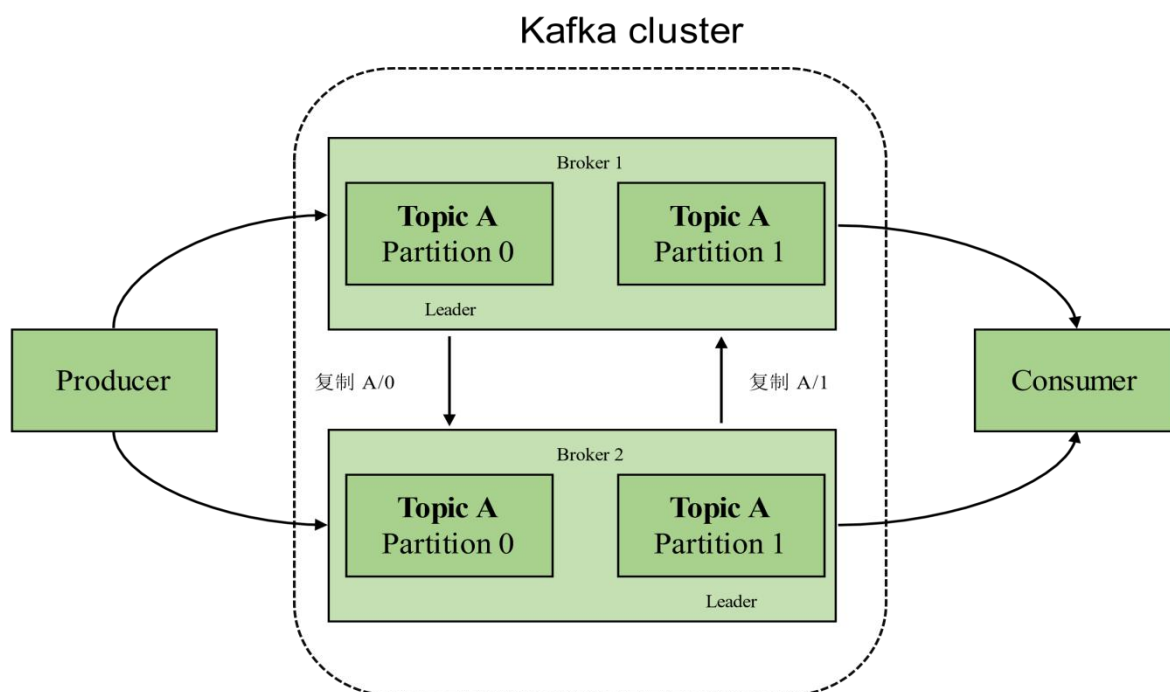 Kafka cluster
Broker 1
Topic A
Partition 0
Topic A
Partition 1
Leader
Producer
复制 A/0
复制 A/1
Consumer
Broker 2
Topic A
Partition 0
Topic A
Partition 1
Leader